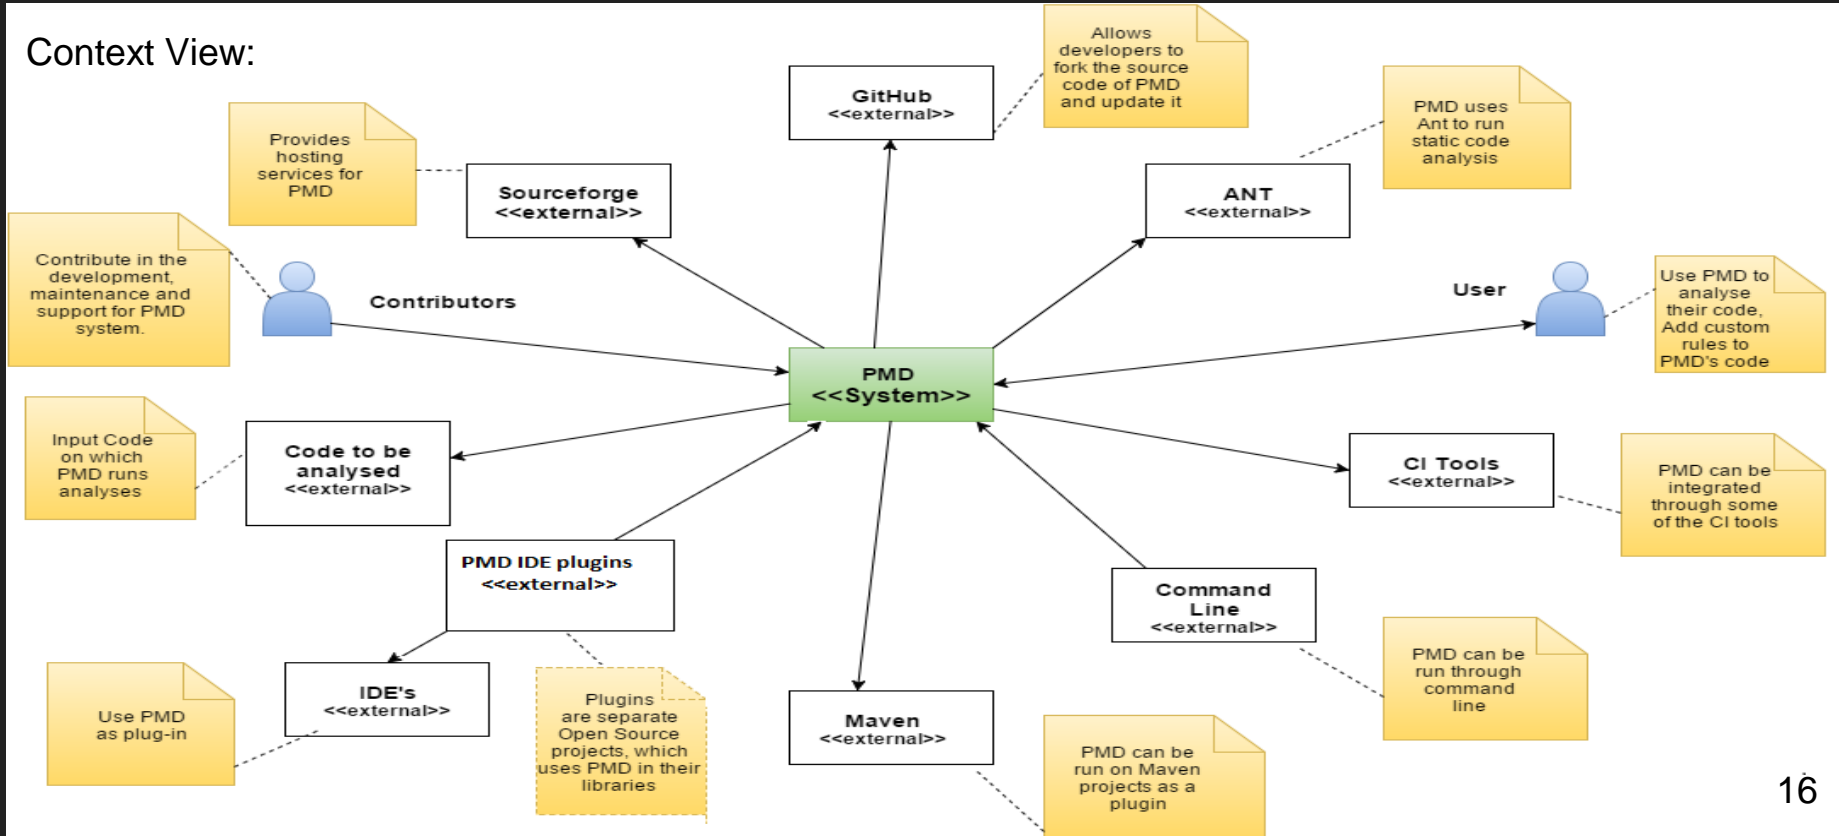 Context View:
Allows
developers to
fork the source
code of PMD
and update it
GitHub
<<external>>
PMD uses
Ant to run
static code
analysis
Provides
hosting
services for
PMD
Sourceforge
<<external>>
ANT
<<external>>
Contribute in the
development,
maintenance and
support for PMD
system.
Contributors
User
Use PMD to
analyse
their code,
Add custom
rules to
PMD's code
PMD
<<System>>
Input Code
on which
PMD runs
analyses
Code to be
analysed
<<external>>
CI Tools
<<external>>
PMD can be
integrated
through some
of the CI tools
PMD IDE plugins
<<external>>
Command
Line
<<external>>
PMD can be
run through
command
line
Use PMD
as plug-in
IDE's
<<external>>
Plugins
are separate
Open Source
projects, which
uses PMD in their
libraries
Maven
<<external>>
PMD can be
run on Maven
projects as a
plugin
16